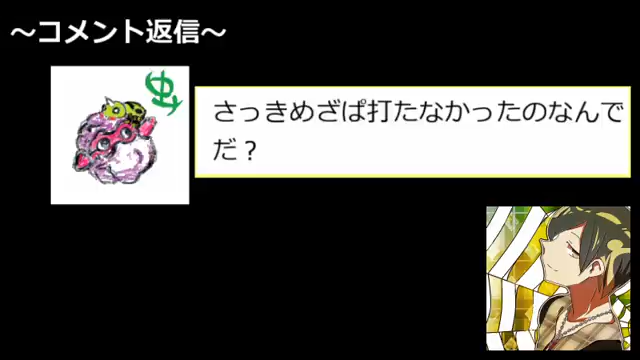 ～コメント返信～
虫
さっきめざぱ打たなかったのなんで
だ？